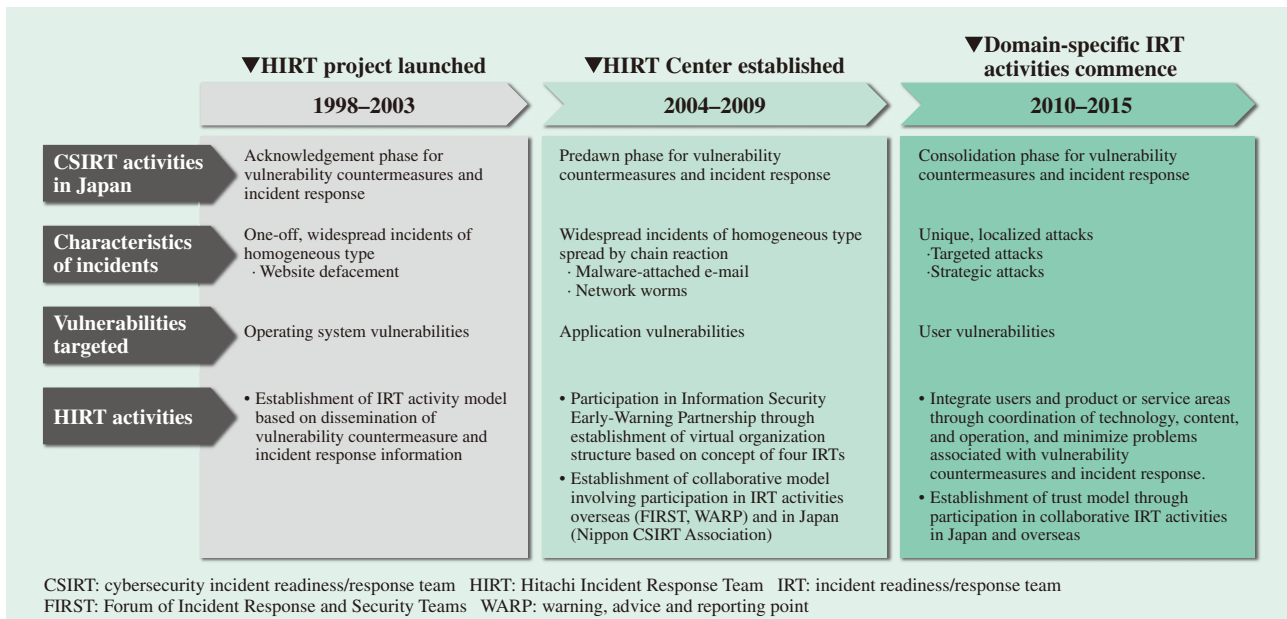 ▼HIRT project launched
▼HIRT Center established
▼Domain-specific IRT
activities commence
1998–2003
2004–2009
2010–2015
CSIRT activities
in Japan
Acknowledgement phase for
vulnerability countermeasures and
incident response
Predawn phase for vulnerability
countermeasures and incident response
Consolidation phase for vulnerability
countermeasures and incident response
Characteristics
of incidents
One-off, widespread incidents of
homogeneous type
· Website defacement
Widespread incidents of homogeneous type
spread by chain reaction
· Malware-attached e-mail
· Network worms
Unique, localized attacks
·Targeted attacks
·Strategic attacks
Vulnerabilities
targeted
Operating system vulnerabilities
Application vulnerabilities
User vulnerabilities
HIRT activities
• Establishment of IRT activity model
based on dissemination of
vulnerability countermeasure and
incident response information
• Participation in Information Security
Early-Warning Partnership through
establishment of virtual organization
structure based on concept of four IRTs
• Establishment of collaborative model
involving participation in IRT activities
overseas (FIRST, WARP) and in Japan
(Nippon CSIRT Association)
• Integrate users and product or service areas
through coordination of technology, content,
and operation, and minimize problems
associated with vulnerability
countermeasures and incident response.
• Establishment of trust model through
participation in collaborative IRT activities
in Japan and overseas
CSIRT: cybersecurity incident readiness/response team HIRT: Hitachi Incident Response Team IRT: incident readiness/response team
FIRST: Forum of Incident Response and Security Teams WARP: warning, advice and reporting point